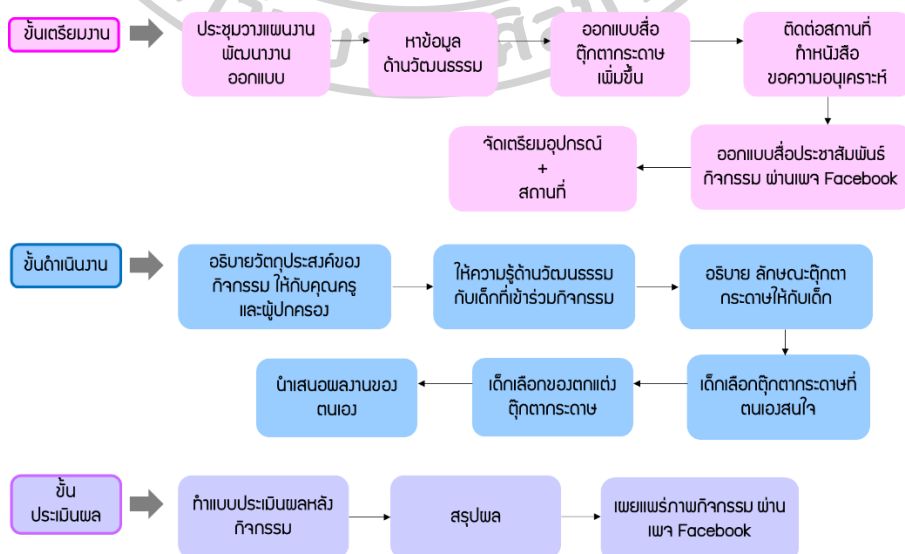 ขั้นเตรียมงาน
ประชุมวางแผนงาน
พัฒนางาน
ออกแบบ
หาข้อมูล
ด้านวัฒนธรรม
ออกแบบสื่อ
ตุ๊กตากระดาษ
เพิ่มขึ้น
ติดต่อสถานที่
ทำหนังสือ
ขอความอนุเคราะห์
ออกแบบสื่อประชาสัมพันธ์
กิจกรรม ผ่านเพจ Facebook
จัดเตรียมอุปกรณ์
+
สถานที่
ขั้นดำเนินงาน
อธิบายวัตถุประสงค์ของ
กิจกรรม ให้กับคุณครู
และผู้ปกครอง
ให้ความรู้ด้านวัฒนธรรม
กับเด็กที่เข้าร่วมกิจกรรม
อธิบาย ลักษณะตุ๊กตา
กระดาษให้กับเด็ก
เด็กเลือกตุ๊กตากระดาษที่
ตนเองสนใจ
เด็กเลือกของตกแต่ง
ตุ๊กตากระดาษ
นำเสนอผลงานของ
ตนเอง
ขั้น
ประเมินผล
ทำแบบประเมินผลหลัง
กิจกรรม
สรุปผล
เผยแพร่ภาพกิจกรรม ผ่าน
เพจ Facebook